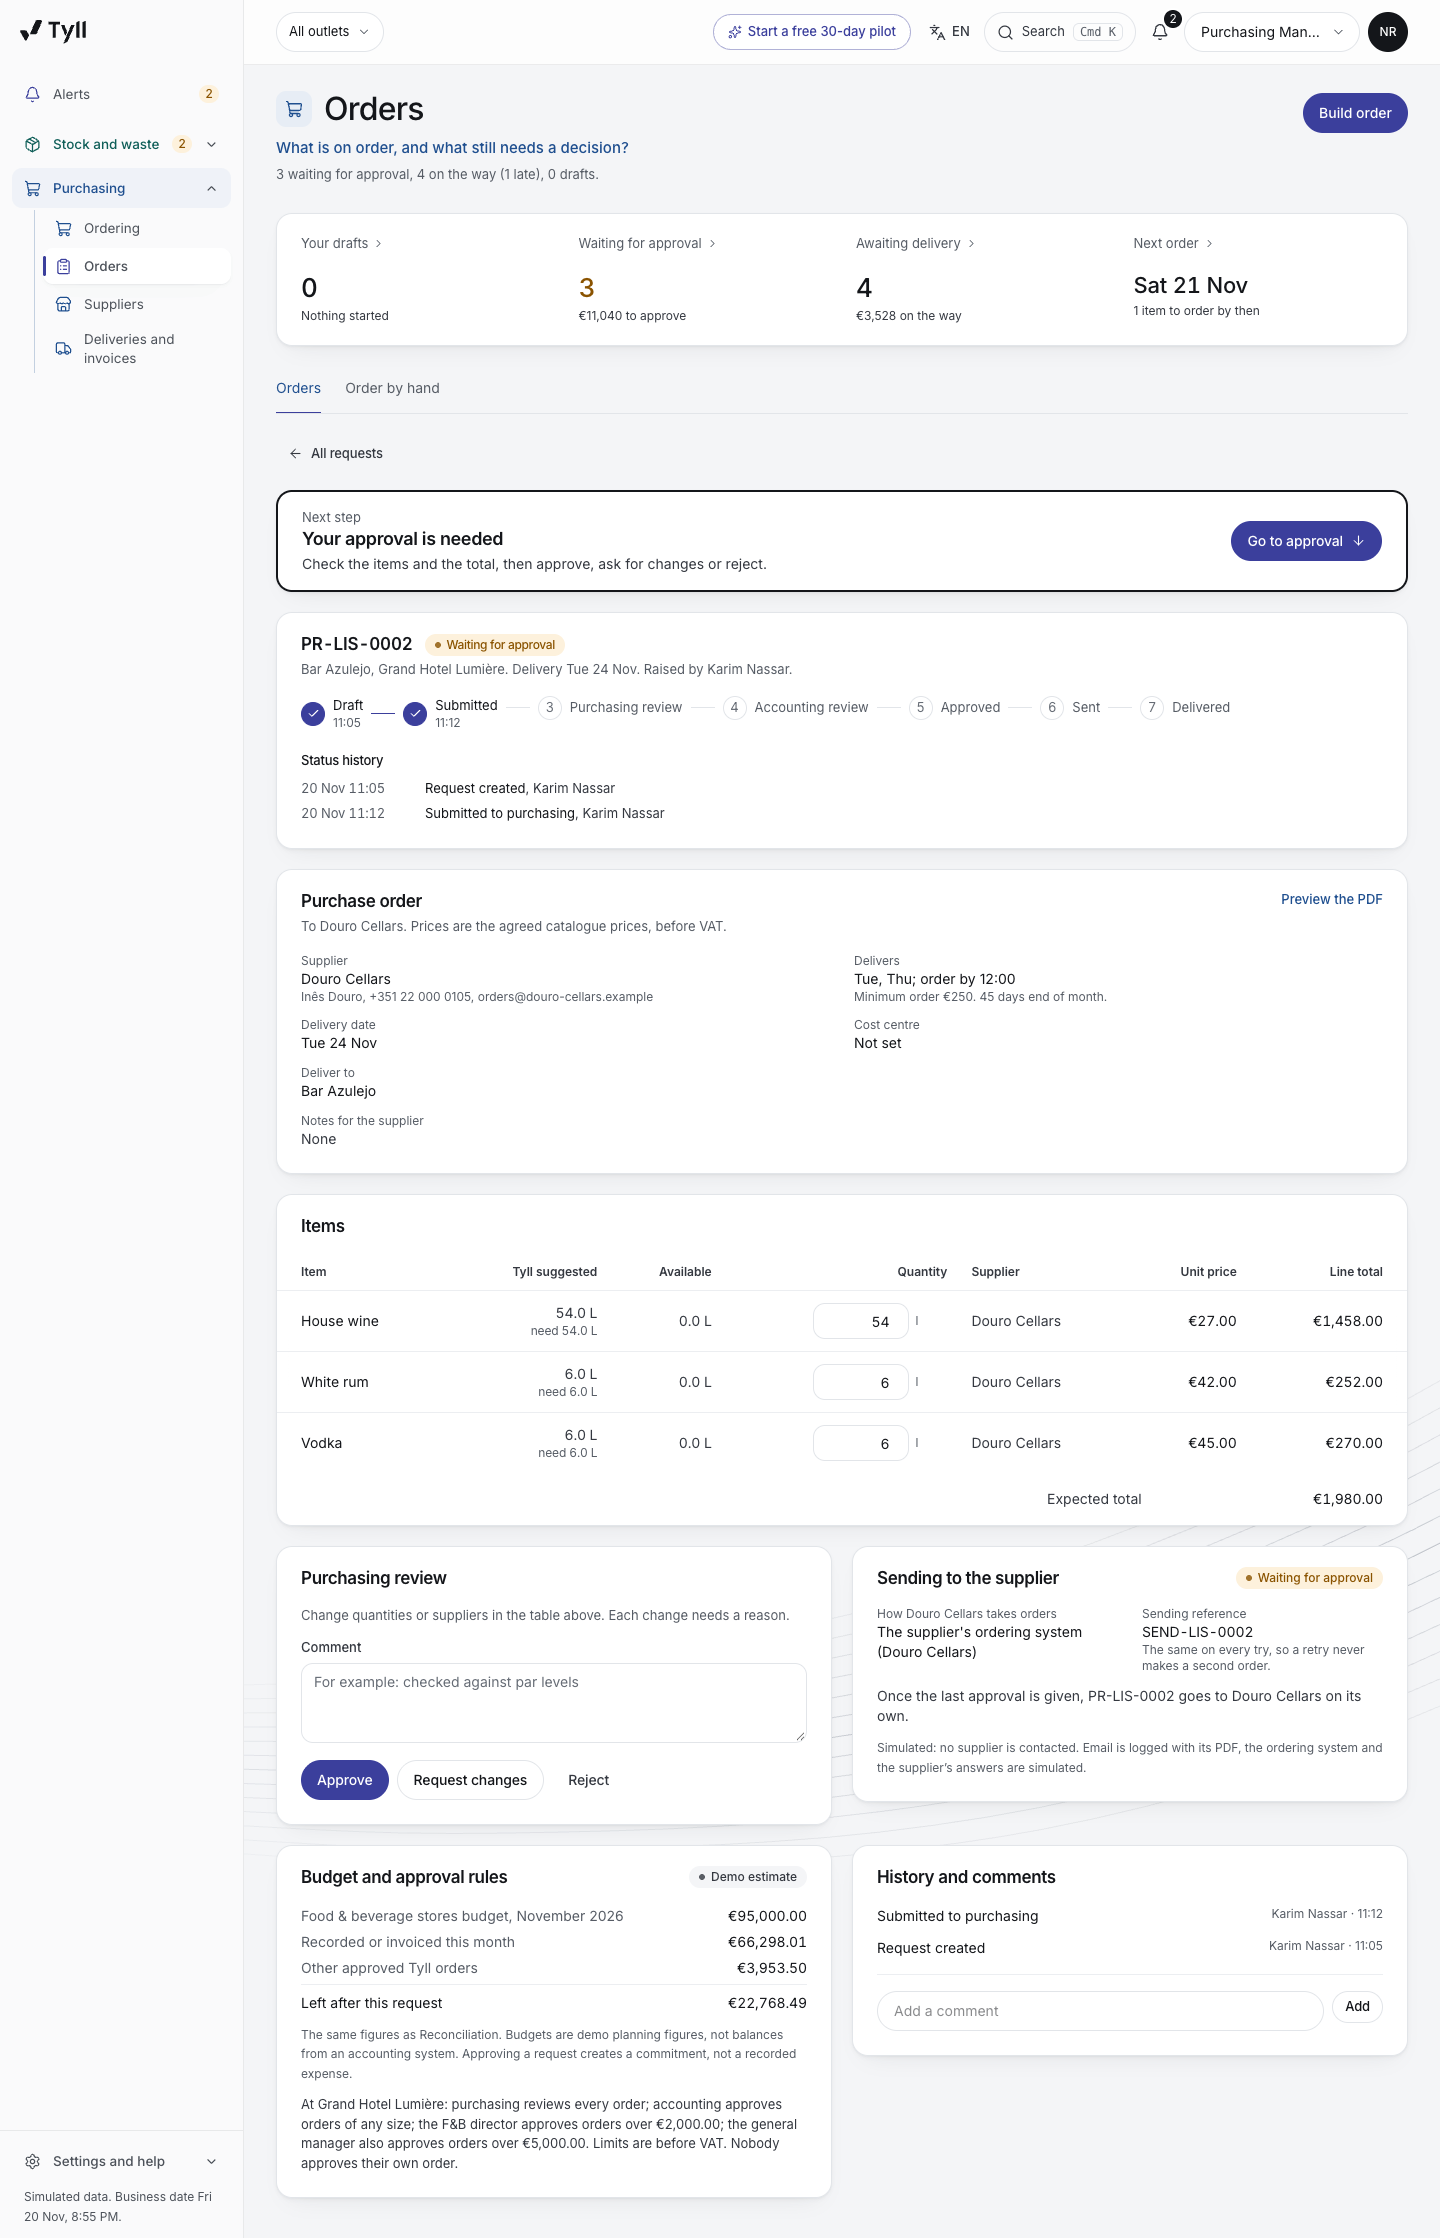 Tyll
All outlets
Start a free 30-day pilot
EN
Search
Cmd K
2
Purchasing Man...
NR
Alerts
2
Stock and waste
2
Purchasing
Ordering
Orders
Suppliers
Deliveries and
invoices
Orders
Build order
What is on order, and what still needs a decision?
3 waiting for approval, 4 on the way (1 late), 0 drafts.
Your drafts
0
Nothing started
Waiting for approval
3
€11,040 to approve
Awaiting delivery
4
€3,528 on the way
Next order
Sat 21 Nov
1 item to order by then
Orders
Order by hand
All requests
Next step
Your approval is needed
Check the items and the total, then approve, ask for changes or reject.
Go to approval
PR-LIS-0002
Waiting for approval
Bar Azulejo, Grand Hotel Lumière. Delivery Tue 24 Nov. Raised by Karim Nassar.
Draft
11:05
Submitted
11:12
3 Purchasing review
4 Accounting review
5 Approved
6 Sent
7 Delivered
Status history
20 Nov 11:05 Request created, Karim Nassar
20 Nov 11:12 Submitted to purchasing, Karim Nassar
Purchase order
Preview the PDF
To Douro Cellars. Prices are the agreed catalogue prices, before VAT.
Supplier
Douro Cellars
Inês Douro, +351 22 000 0105, orders@douro-cellars.example
Delivers
Tue, Thu; order by 12:00
Minimum order €250. 45 days end of month.
Delivery date
Tue 24 Nov
Cost centre
Not set
Deliver to
Bar Azulejo
Notes for the supplier
None
Items
Item Tyll suggested Available Quantity Supplier Unit price Line total
House wine 54.0 L 0.0 L 54 l Douro Cellars €27.00 €1,458.00
need 54.0 L
White rum 6.0 L 0.0 L 6 l Douro Cellars €42.00 €252.00
need 6.0 L
Vodka 6.0 L 0.0 L 6 l Douro Cellars €45.00 €270.00
need 6.0 L
Expected total €1,980.00
Purchasing review
Change quantities or suppliers in the table above. Each change needs a reason.
Comment
For example: checked against par levels
Approve
Request changes
Reject
Sending to the supplier
Waiting for approval
How Douro Cellars takes orders
The supplier's ordering system
(Douro Cellars)
Sending reference
SEND-LIS-0002
The same on every try, so a retry never
makes a second order.
Once the last approval is given, PR-LIS-0002 goes to Douro Cellars on its
own.
Simulated: no supplier is contacted. Email is logged with its PDF, the ordering system and
the supplier’s answers are simulated.
Budget and approval rules
Demo estimate
Food & beverage stores budget, November 2026 €95,000.00
Recorded or invoiced this month €66,298.01
Other approved Tyll orders €3,953.50
Left after this request €22,768.49
The same figures as Reconciliation. Budgets are demo planning figures, not balances
from an accounting system. Approving a request creates a commitment, not a recorded
expense.
At Grand Hotel Lumière: purchasing reviews every order; accounting approves
orders of any size; the F&B director approves orders over €2,000.00; the general
manager also approves orders over €5,000.00. Limits are before VAT. Nobody
approves their own order.
History and comments
Submitted to purchasing Karim Nassar · 11:12
Request created Karim Nassar · 11:05
Add a comment
Add
Settings and help
Simulated data. Business date Fri
20 Nov, 8:55 PM.